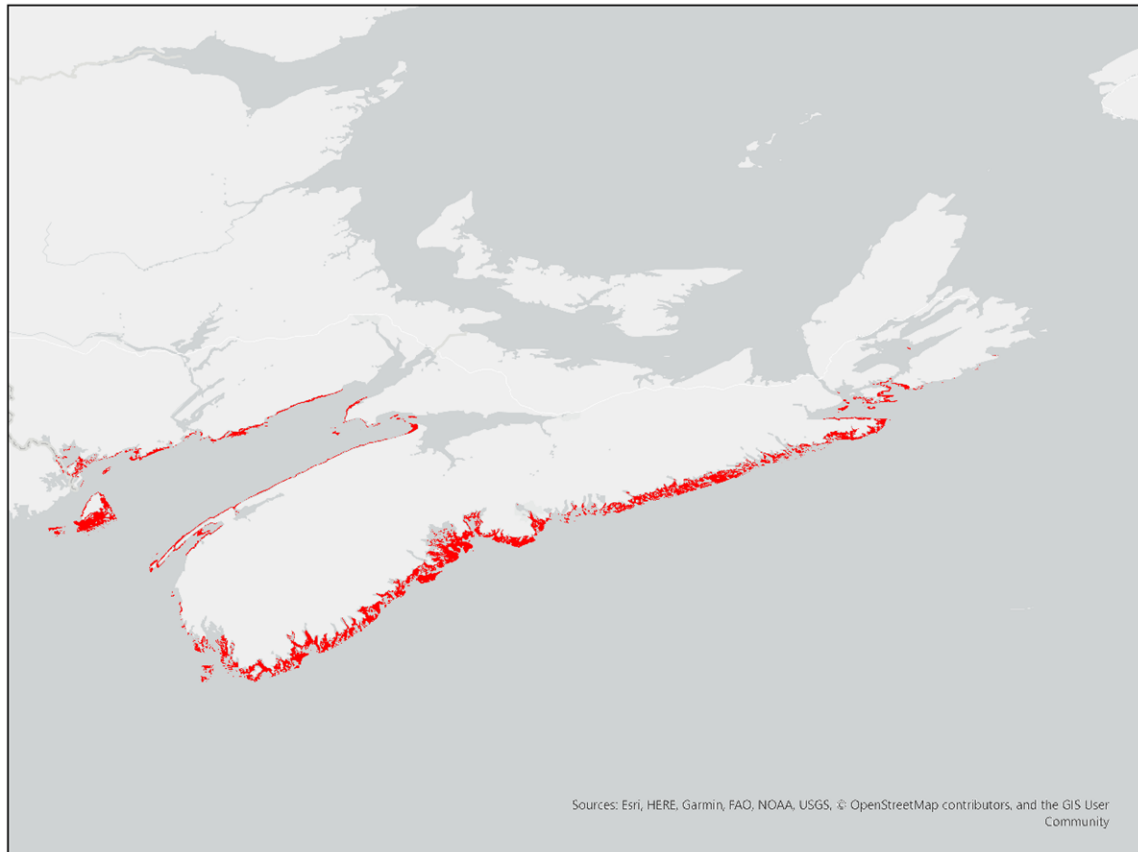 Sources: Esri, HERE, Garmin, FAO, NOAA, USGS, © OpenStreetMap contributors, and the GIS User
Community